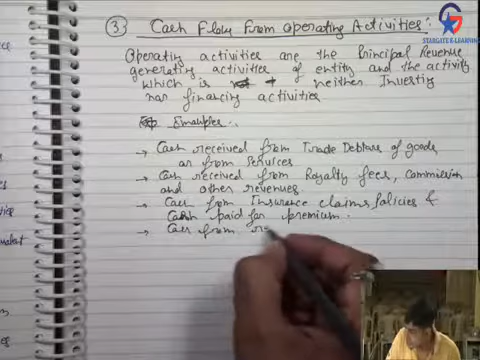 ③ Cash Flow From Operating Activities :
STARGATE E-LEARNING
Operating activities are the Principal Revenue
generating activities of entity and the activity
which is neither Investing
nor financing activities
Examples :
→ Cash received from Trade Debtors of goods
or from services
→ Cash received from Royalty fees, commission
and other revenues
→ Cash from Insurance claims, policies &
Cash paid for premium.
→ Cash from